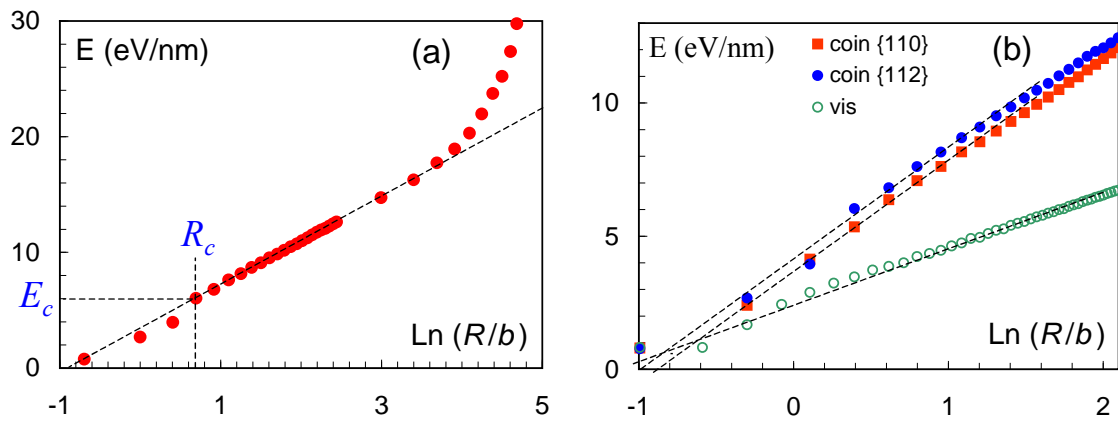 E (eV/nm)
(a)
30
20
10
0
R_c
E_c
Ln (R/b)
-1
1
3
5
E (eV/nm)
(b)
coin {110}
coin {112}
vis
10
5
0
Ln (R/b)
-1
0
1
2